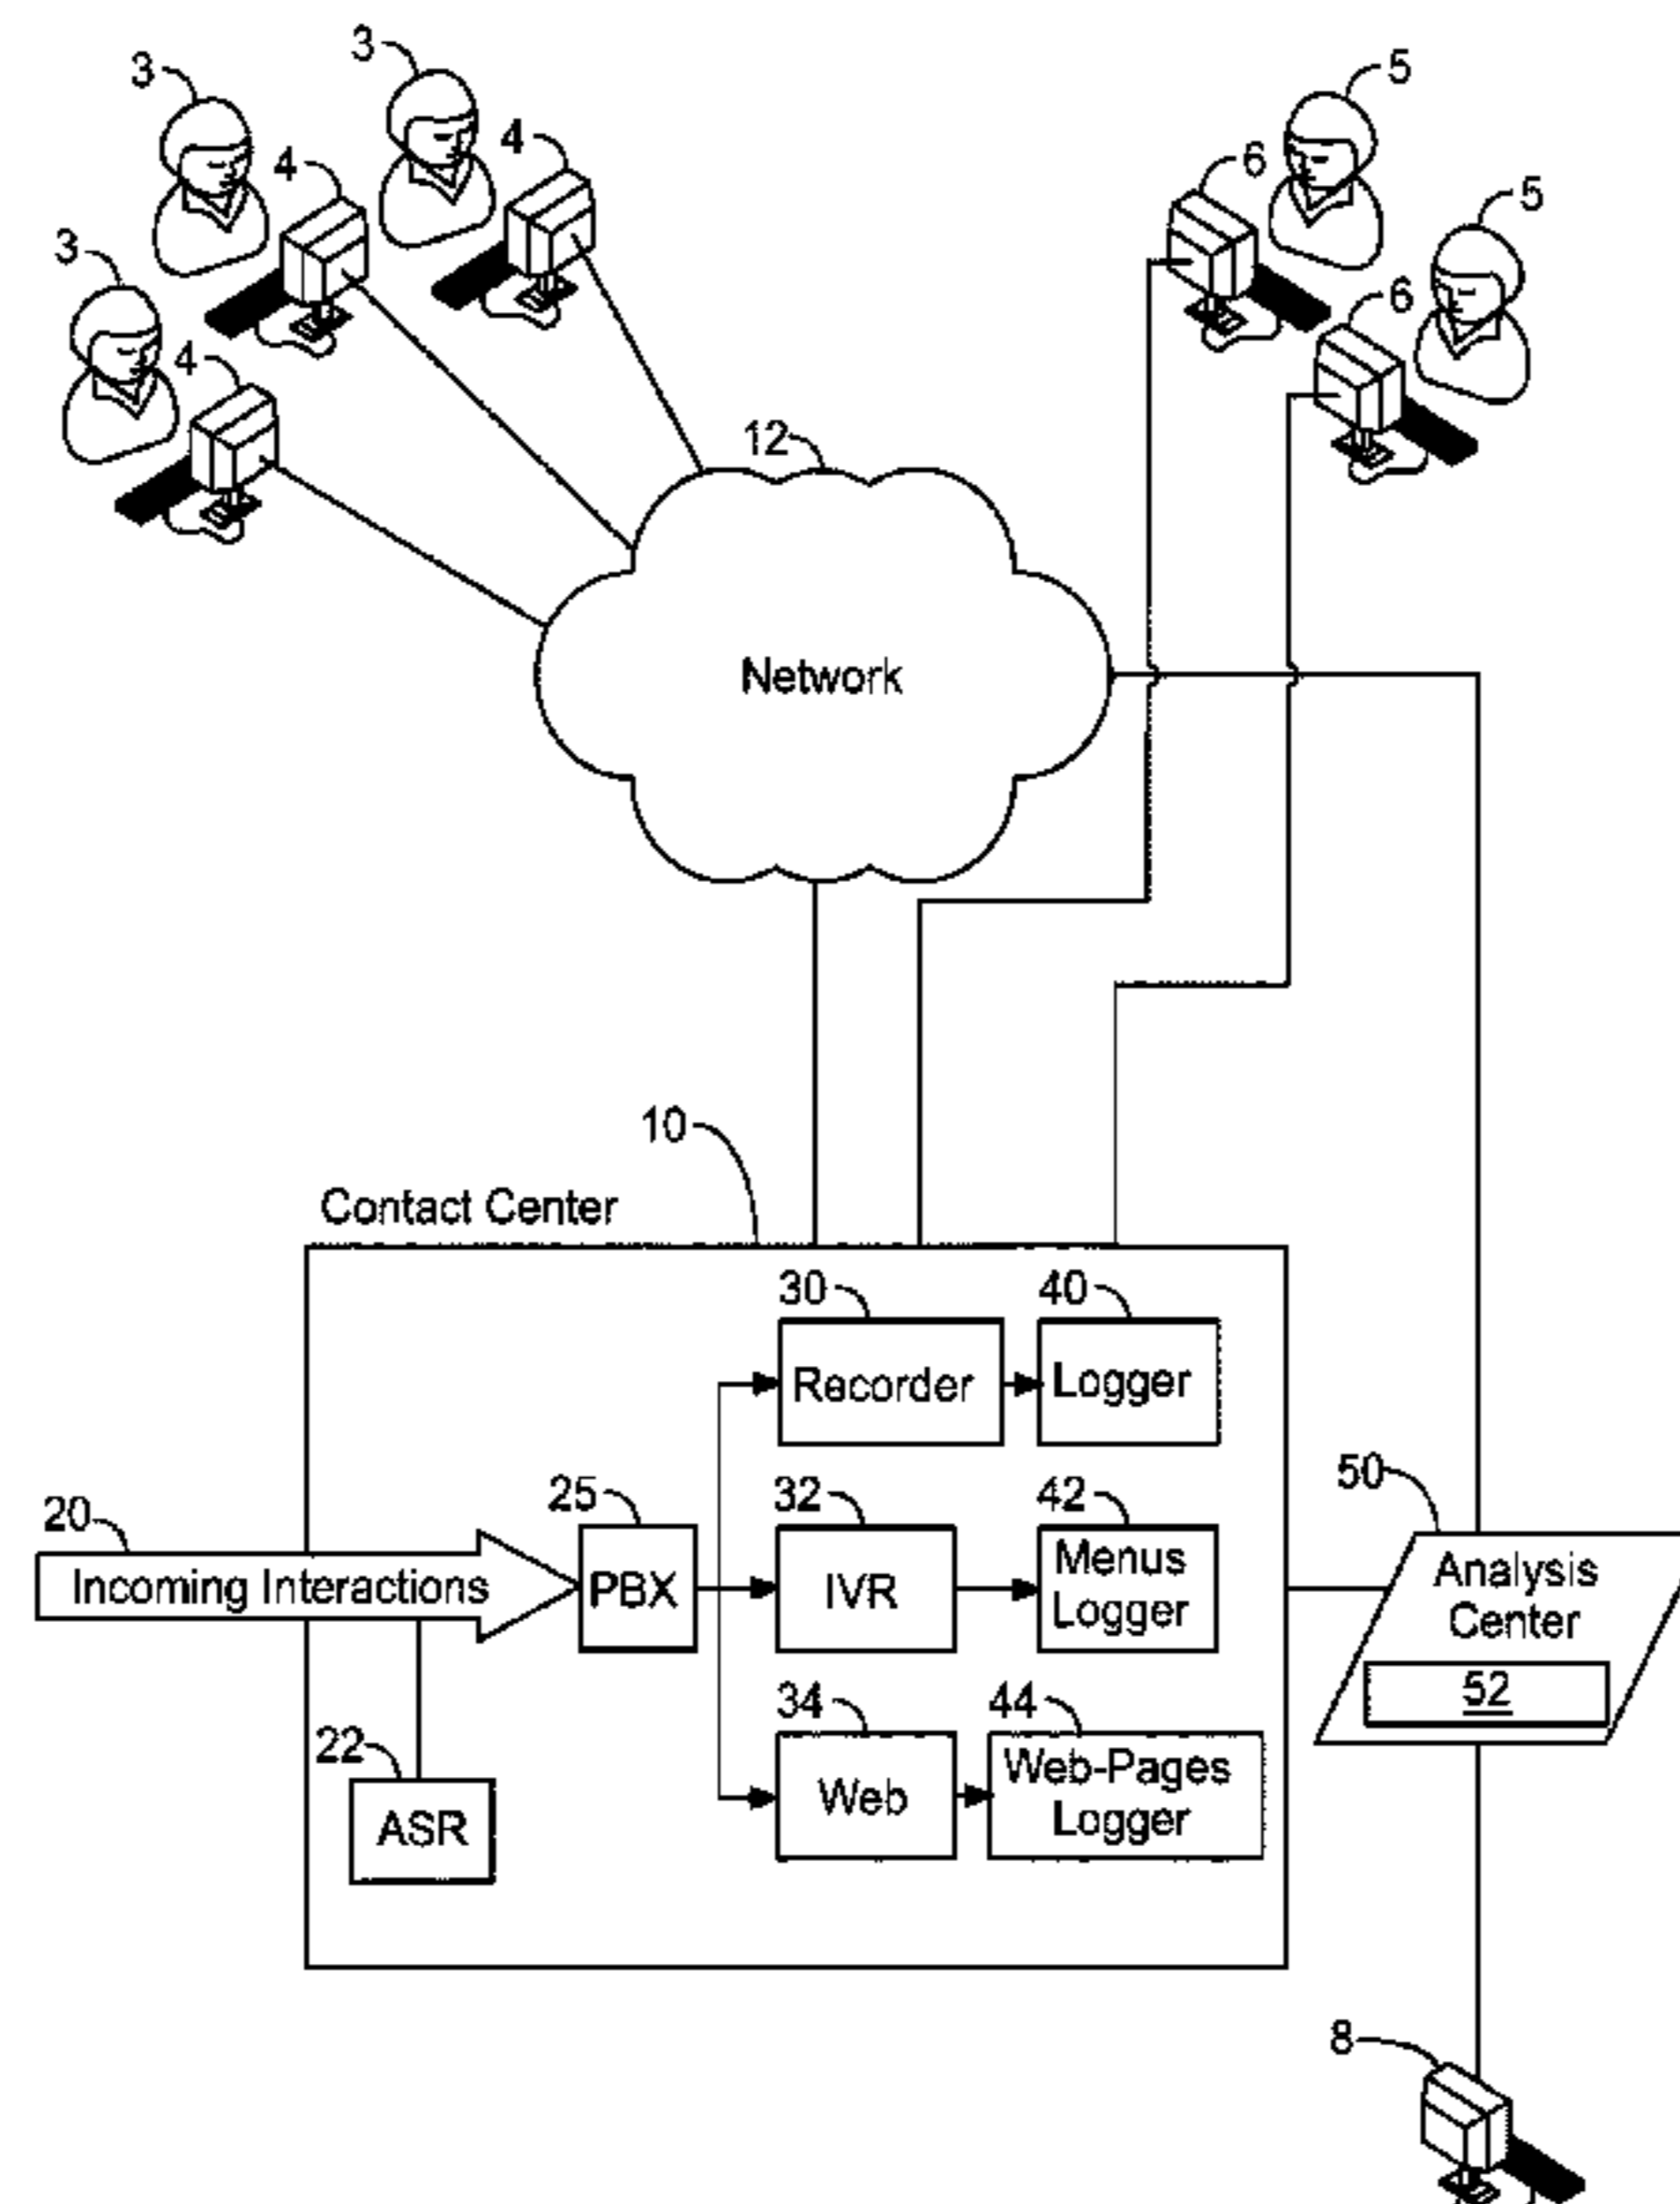 3
3
5
4
4
6
5
3
6
4
12
Network
10
Contact Center
30
40
Recorder
Logger
50
20
25
32
42
Incoming Interactions
PBX
IVR
Menus
Logger
Analysis
Center
52
22
34
44
ASR
Web
Web-Pages
Logger
8